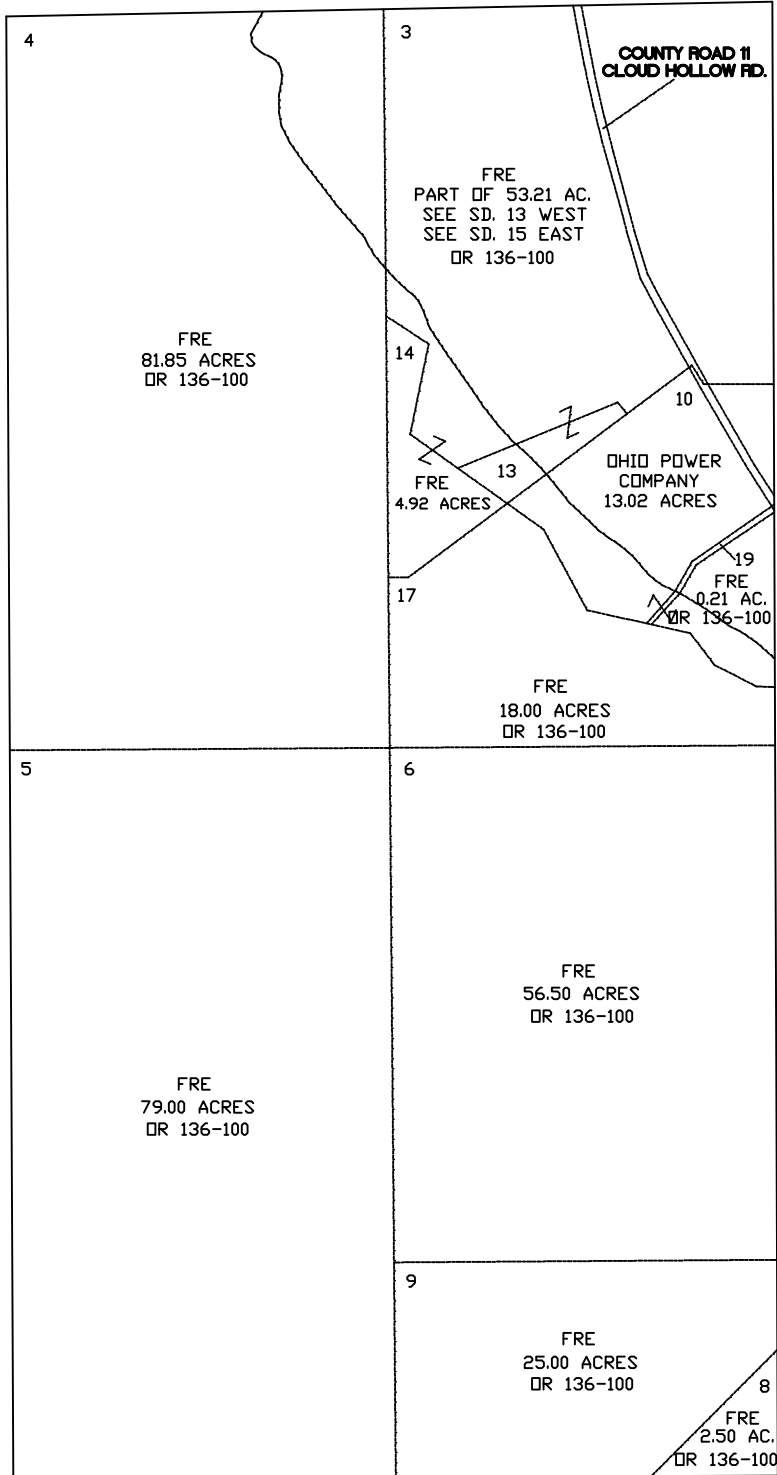 4
3
COUNTY ROAD 11
CLOUD HOLLOW RD.
FRE
PART OF 53.21 AC.
SEE SD. 13 WEST
SEE SD. 15 EAST
OR 136-100
FRE
81.85 ACRES
OR 136-100
14
10
13
OHIO POWER
COMPANY
13.02 ACRES
FRE
4.92 ACRES
19
FRE
0.21 AC.
OR 136-100
17
FRE
18.00 ACRES
OR 136-100
5
6
FRE
56.50 ACRES
OR 136-100
FRE
79.00 ACRES
OR 136-100
9
FRE
25.00 ACRES
OR 136-100
8
FRE
2.50 AC.
OR 136-100